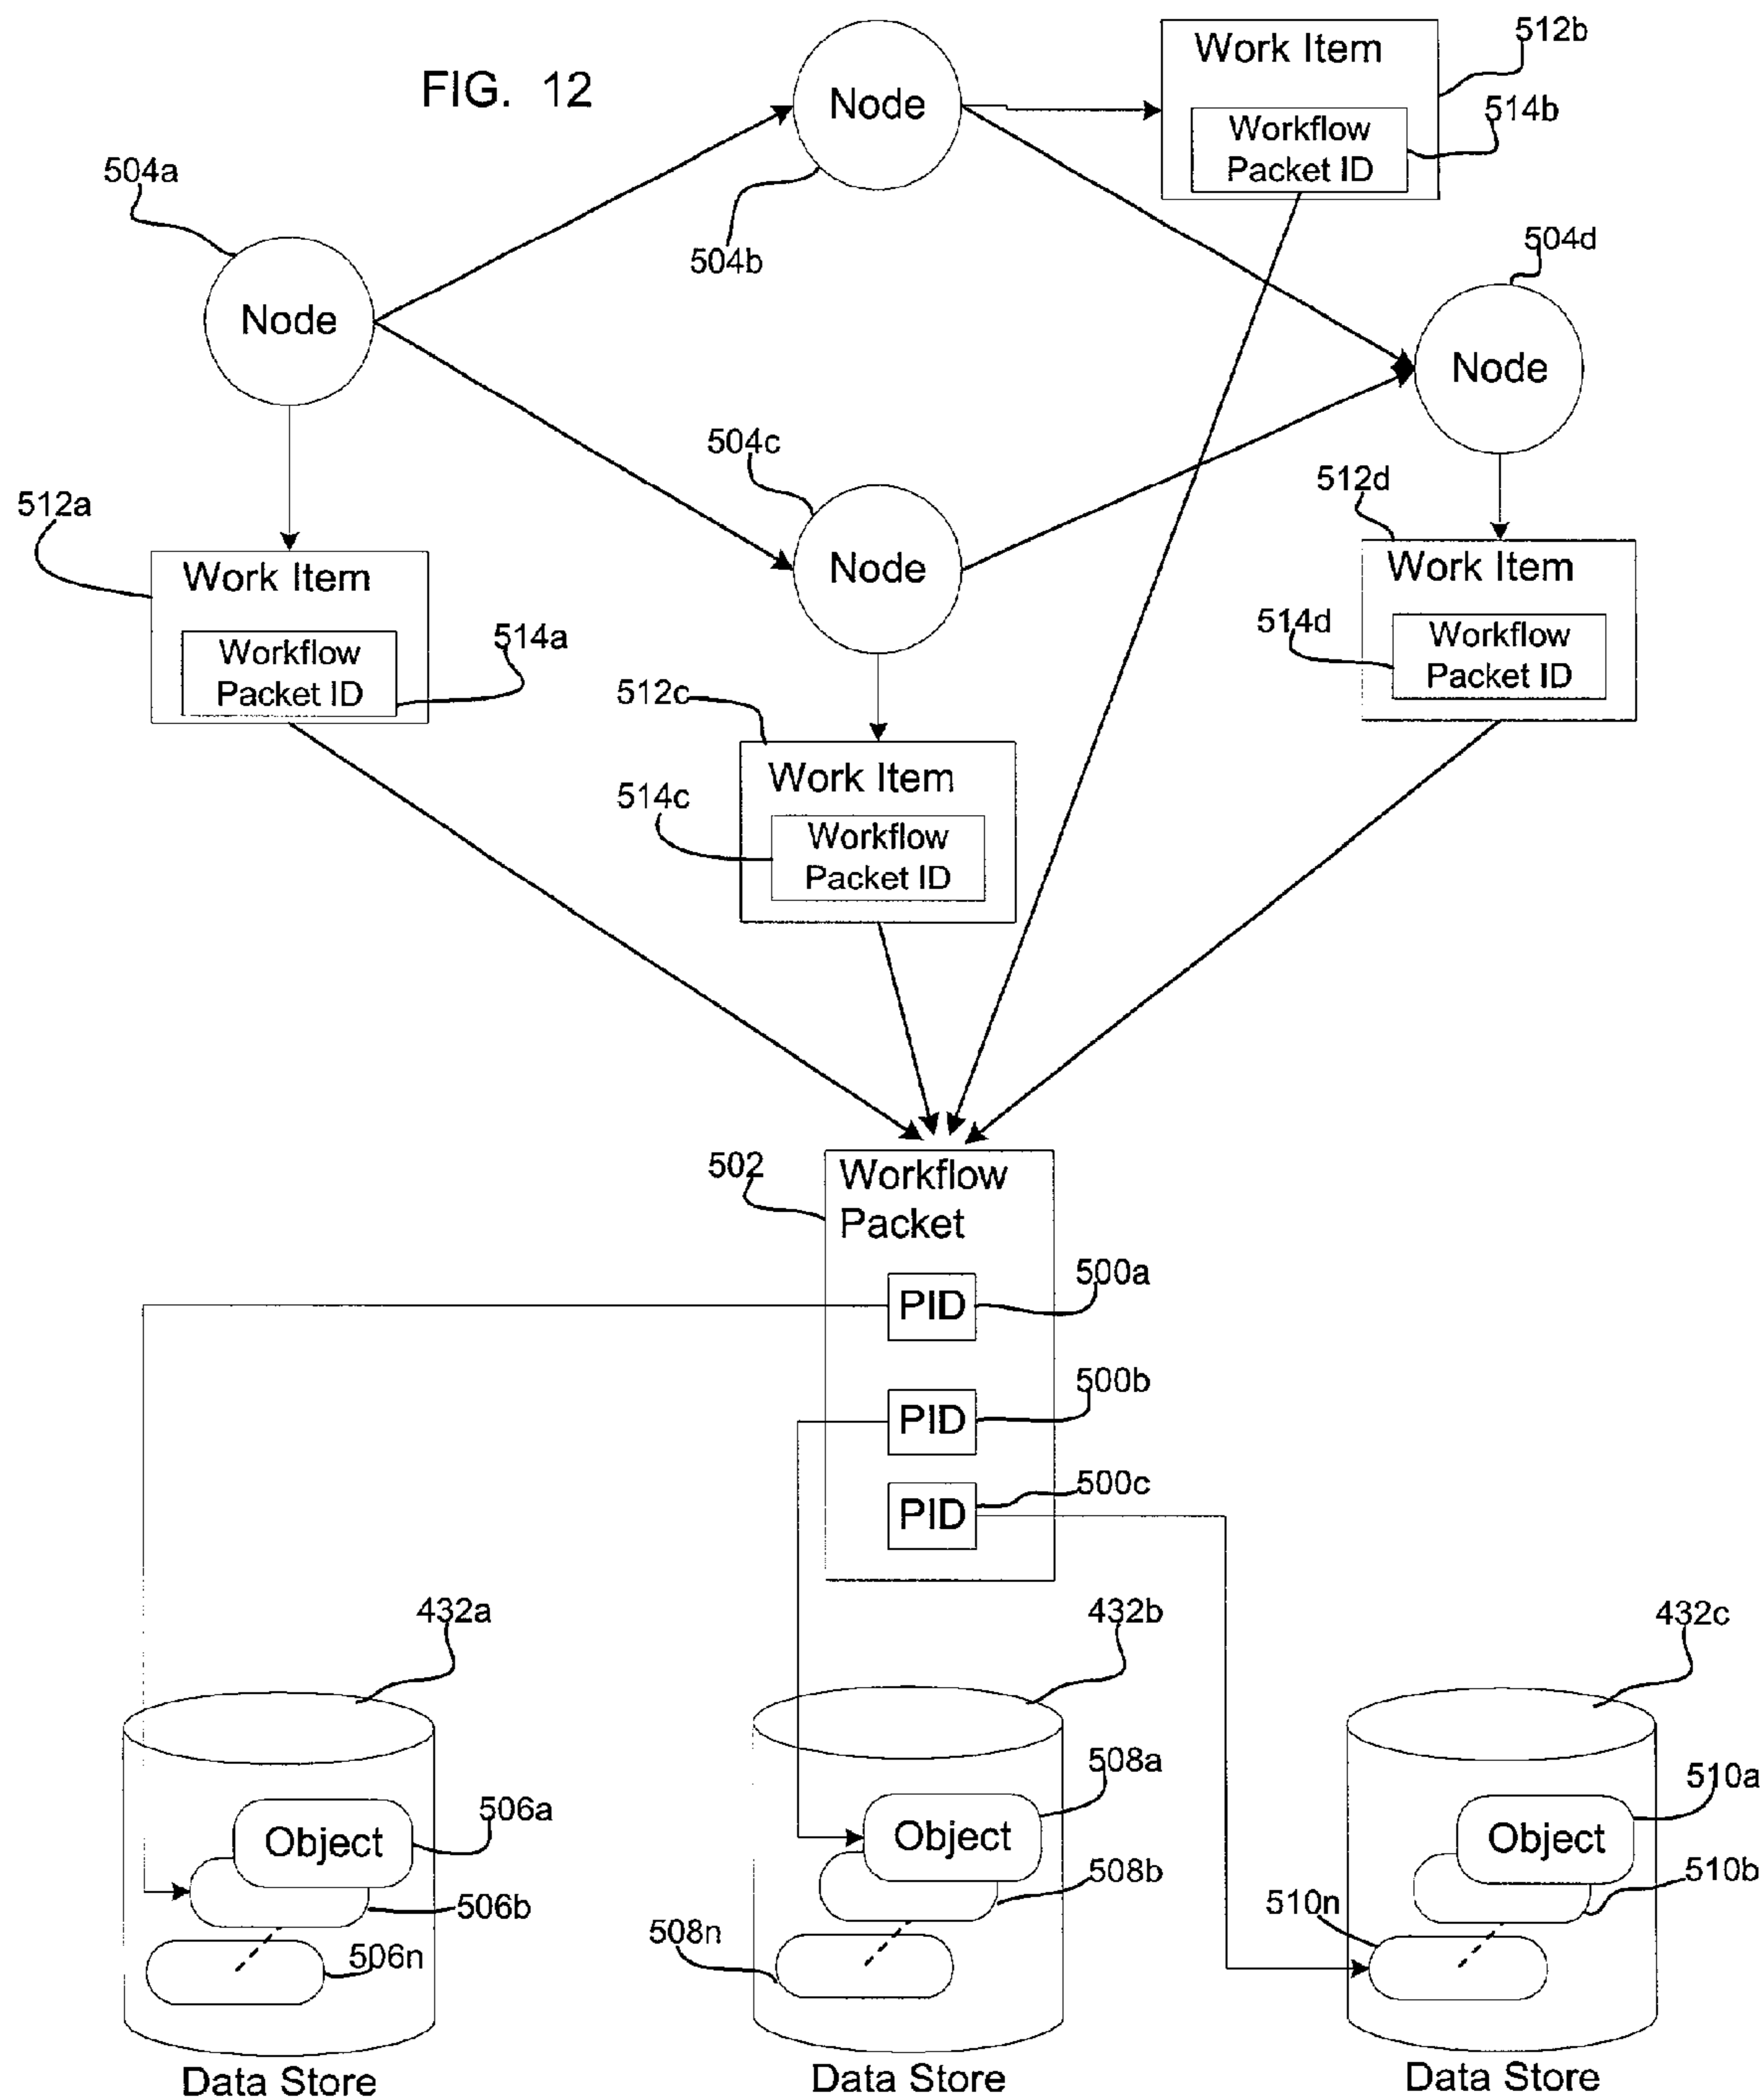 FIG. 12
Node
Work Item
512b
Workflow
Packet ID
514b
504a
504b
504d
Node
Node
504c
512a
Work Item
Workflow
Packet ID
514a
Node
512d
Work Item
514d
Workflow
Packet ID
512c
Work Item
514c
Workflow
Packet ID
502
Workflow
Packet
PID
500a
PID
500b
PID
500c
432a
432b
432c
Object
506a
506b
506n
Object
508a
508b
508n
Object
510a
510b
510n
Data Store
Data Store
Data Store